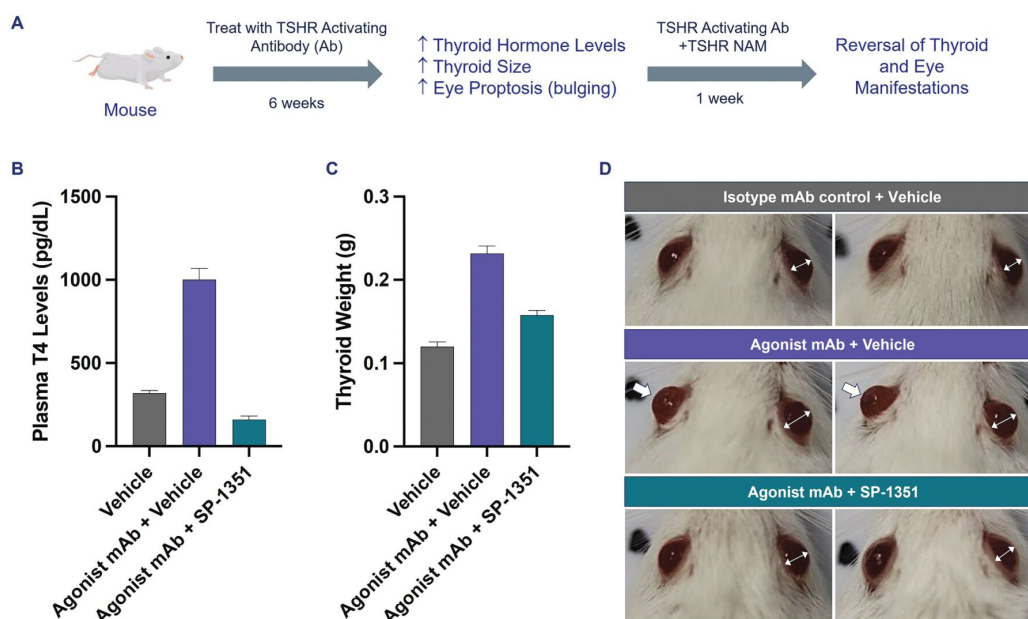 A
Mouse
Treat with TSHR Activating
Antibody (Ab)
6 weeks
↑ Thyroid Hormone Levels
↑ Thyroid Size
↑ Eye Proptosis (bulging)
TSHR Activating Ab
+TSHR NAM
1 week
Reversal of Thyroid
and Eye
Manifestations
B
Plasma T4 Levels (pg/dL)
1500
1000
500
0
Vehicle
Agonist mAb + Vehicle
Agonist mAb + SP-1351
C
Thyroid Weight (g)
0.3
0.2
0.1
0.0
Vehicle
Agonist mAb + Vehicle
Agonist mAb + SP-1351
D
Isotype mAb control + Vehicle
Agonist mAb + Vehicle
Agonist mAb + SP-1351